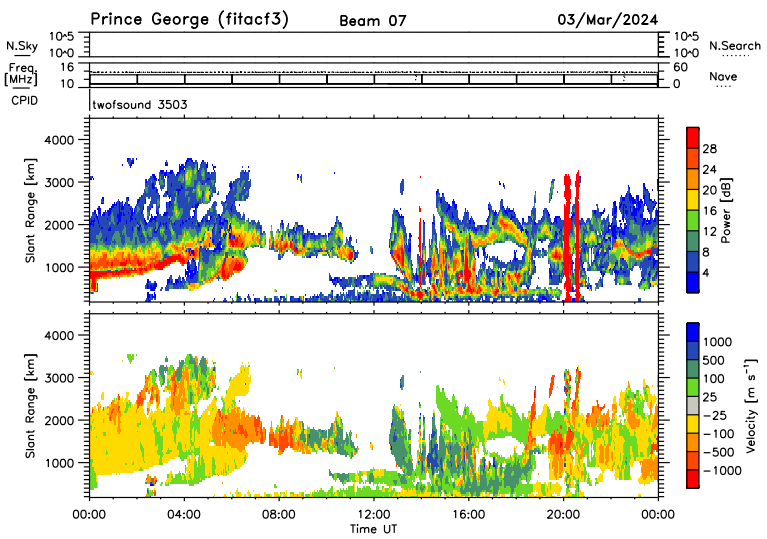 Prince George (fitacf3) Beam 07 03/Mar/2024
N.Sky 10^5 10^0 10^5 10^0 N.Search
Freq [MHz] 16 10 60 0 Nave
CPID twofsound 3503
Slant Range [km] 4000 3000 2000 1000
28 24 20 16 12 8 4 Power [dB]
Slant Range [km] 4000 3000 2000 1000
1000 500 100 25 −25 −100 −500 −1000 Velocity [m s⁻¹]
00:00 04:00 08:00 12:00 16:00 20:00 00:00
Time UT